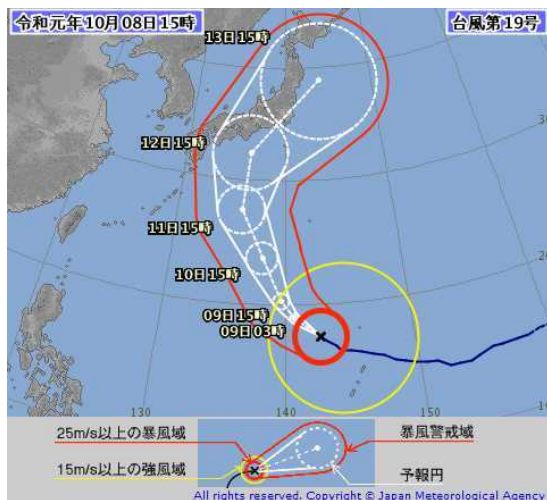 令和元年10月08日15時
台風第19号
13日15時
12日15時
11日15時
10日15時
09日15時
09日03時
30
20
130
140
150
25m/s以上の暴風域
暴風警戒域
15m/s以上の強風域
予報円
All rights reserved. Copyright © Japan Meteorological Agency